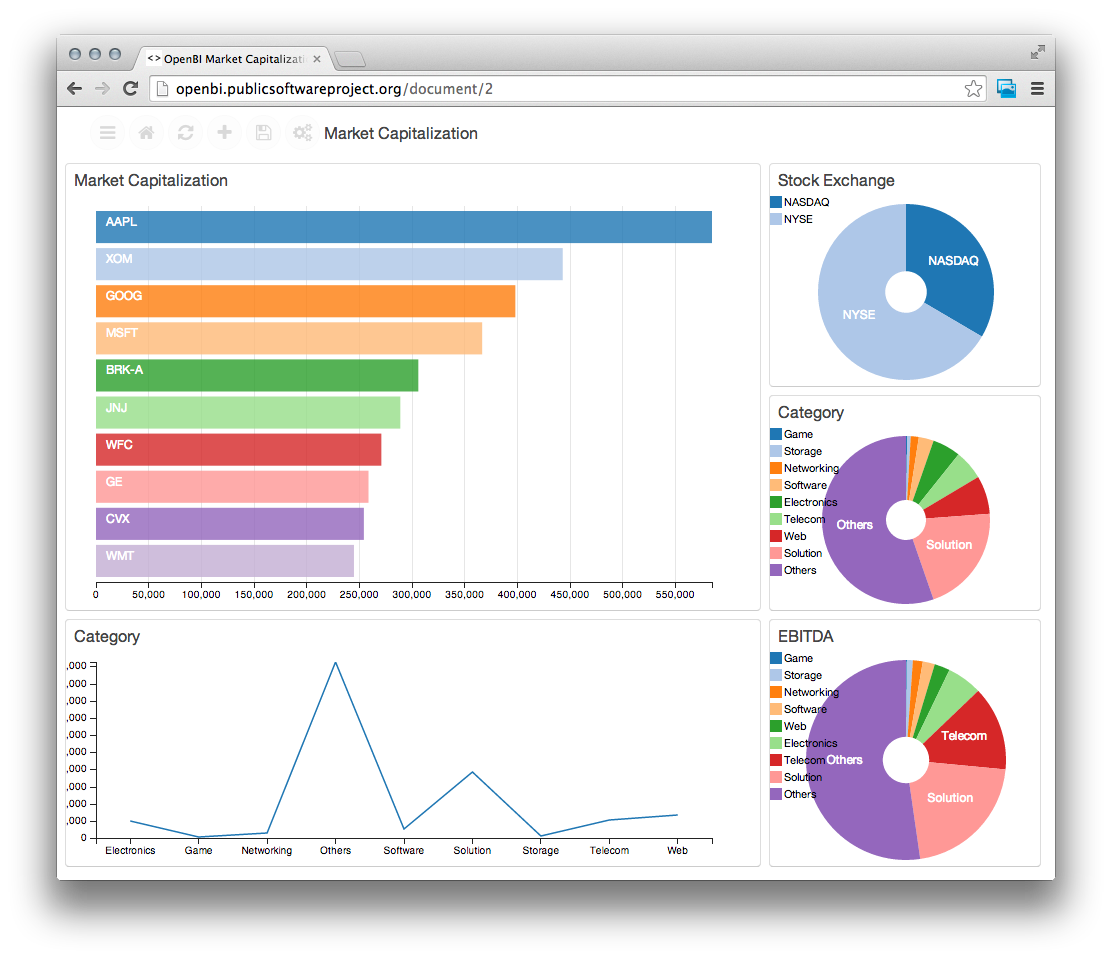 <> OpenBI Market Capitalizati
openbi.publicsoftwareproject.org/document/2
Market Capitalization
Market Capitalization
AAPL
XOM
GOOG
MSFT
BRK-A
JNJ
WFC
GE
CVX
WMT
0 50,000 100,000 150,000 200,000 250,000 300,000 350,000 400,000 450,000 500,000 550,000
Stock Exchange
NASDAQ
NYSE
NASDAQ
NYSE
Category
Game
Storage
Networking
Software
Electronics
Telecom
Web
Solution
Others
Others
Solution
Category
,000
,000
,000
,000
,000
,000
,000
,000
,000
,000
0
Electronics Game Networking Others Software Solution Storage Telecom Web
EBITDA
Game
Storage
Networking
Software
Web
Electronics
Telecom
Solution
Others
Telecom
Others
Solution